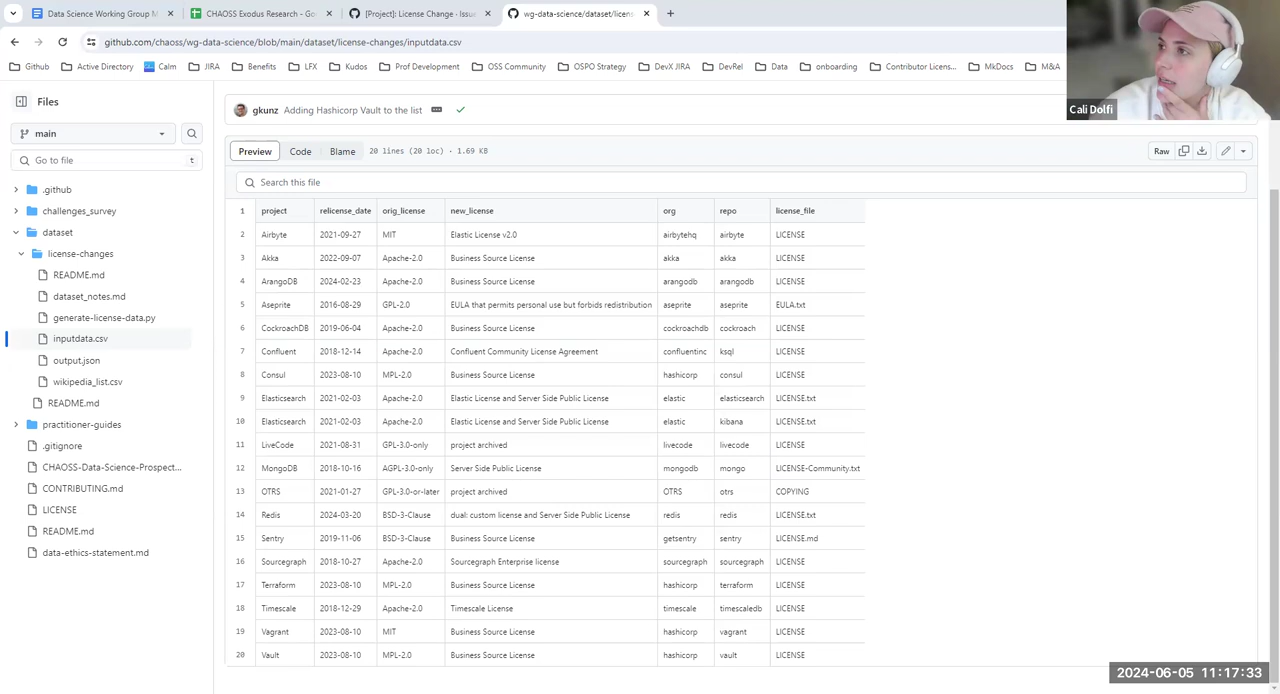 Data Science Working Group M
CHAOSS Exodus Research - Go
[Project]: License Change · Issu
wg-data-science/dataset/licen
github.com/chaoss/wg-data-science/blob/main/dataset/license-changes/inputdata.csv
Github
Active Directory
Calm
JIRA
Benefits
LFX
Kudos
Prof Development
OSS Community
OSPO Strategy
DevX JIRA
DevRel
Data
onboarding
Contributor Licens...
MkDocs
M&A
Cali Dolfi
Files
main
Go to file
t
.github
challenges_survey
dataset
license-changes
README.md
dataset_notes.md
generate-license-data.py
inputdata.csv
output.json
wikipedia_list.csv
README.md
practitioner-guides
.gitignore
CHAOSS-Data-Science-Prospect...
CONTRIBUTING.md
LICENSE
README.md
data-ethics-statement.md
gkunz Adding Hashicorp Vault to the list
Preview Code Blame 20 lines (20 loc) · 1.69 KB
Raw
Search this file
1 project relicense_date orig_license new_license org repo license_file
2 Airbyte 2021-09-27 MIT Elastic License v2.0 airbytehq airbyte LICENSE
3 Akka 2022-09-07 Apache-2.0 Business Source License akka akka LICENSE
4 ArangoDB 2024-02-23 Apache-2.0 Business Source License arangodb arangodb LICENSE
5 Aseprite 2016-08-29 GPL-2.0 EULA that permits personal use but forbids redistribution aseprite aseprite EULA.txt
6 CockroachDB 2019-06-04 Apache-2.0 Business Source License cockroachdb cockroach LICENSE
7 Confluent 2018-12-14 Apache-2.0 Confluent Community License Agreement confluentinc ksql LICENSE
8 Consul 2023-08-10 MPL-2.0 Business Source License hashicorp consul LICENSE
9 Elasticsearch 2021-02-03 Apache-2.0 Elastic License and Server Side Public License elastic elasticsearch LICENSE.txt
10 Elasticsearch 2021-02-03 Apache-2.0 Elastic License and Server Side Public License elastic kibana LICENSE.txt
11 LiveCode 2021-08-31 GPL-3.0-only project archived livecode livecode LICENSE
12 MongoDB 2018-10-16 AGPL-3.0-only Server Side Public License mongodb mongo LICENSE-Community.txt
13 OTRS 2021-01-27 GPL-3.0-or-later project archived OTRS otrs COPYING
14 Redis 2024-03-20 BSD-3-Clause dual: custom license and Server Side Public License redis redis LICENSE.txt
15 Sentry 2019-11-06 BSD-3-Clause Business Source License getsentry sentry LICENSE.md
16 Sourcegraph 2018-10-27 Apache-2.0 Sourcegraph Enterprise license sourcegraph sourcegraph LICENSE
17 Terraform 2023-08-10 MPL-2.0 Business Source License hashicorp terraform LICENSE
18 Timescale 2018-12-29 Apache-2.0 Timescale License timescale timescaledb LICENSE
19 Vagrant 2023-08-10 MIT Business Source License hashicorp vagrant LICENSE
20 Vault 2023-08-10 MPL-2.0 Business Source License hashicorp vault LICENSE
2024-06-05 11:17:33